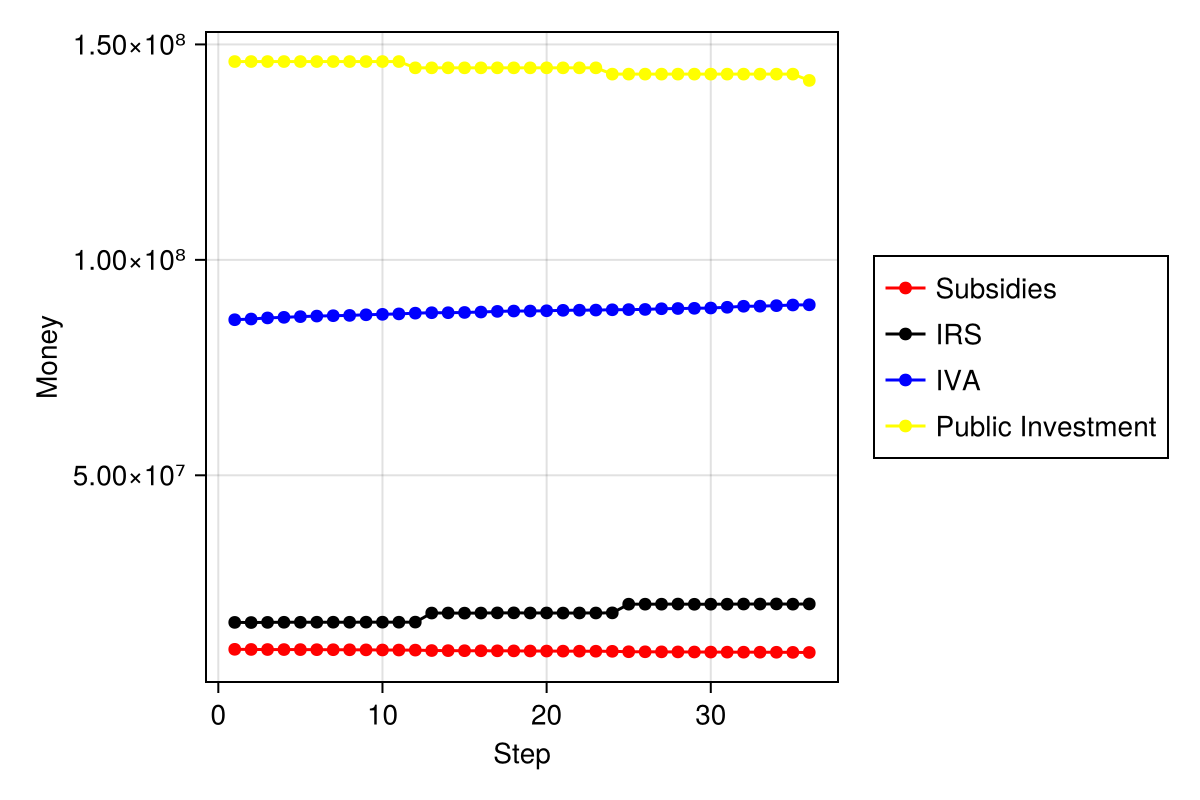 1.50×10⁸
1.00×10⁸
5.00×10⁷
Money
0 10 20 30
Step
Subsidies
IRS
IVA
Public Investment